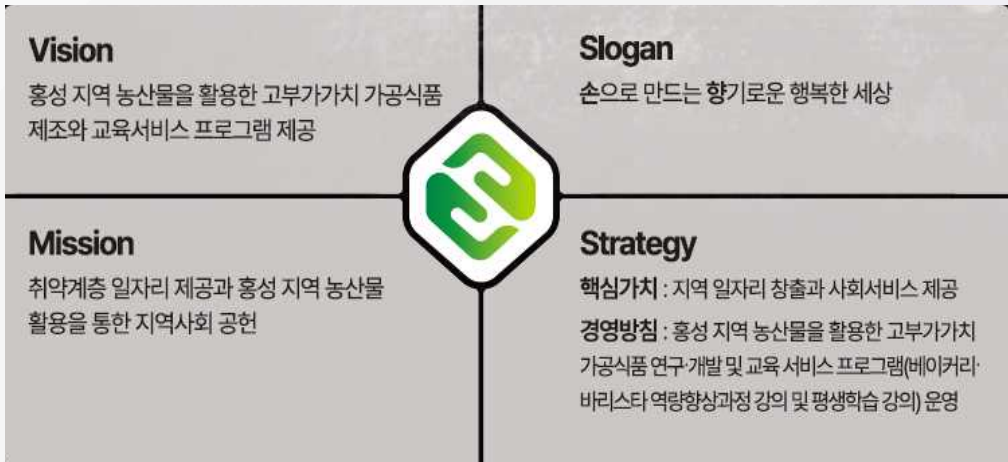 Vision
홍성 지역 농산물을 활용한 고부가가치 가공식품
제조와 교육서비스 프로그램 제공
Slogan
손으로 만드는 향기로운 행복한 세상
Mission
취약계층 일자리 제공과 홍성 지역 농산물
활용을 통한 지역사회 공헌
Strategy
핵심가치 : 지역 일자리 창출과 사회서비스 제공
경영방침 : 홍성 지역 농산물을 활용한 고부가가치
가공식품 연구·개발 및 교육 서비스 프로그램(베이커리·
바리스타 역량향상과정 강의 및 평생학습 강의) 운영